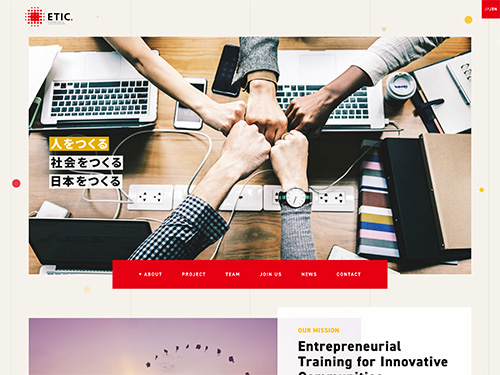 ETIC.
JP/EN
人をつくる
社会をつくる
日本をつくる
ABOUT PROJECT TEAM JOIN US NEWS CONTACT
OUR MISSION
Entrepreneurial
Training for Innovative
Communities